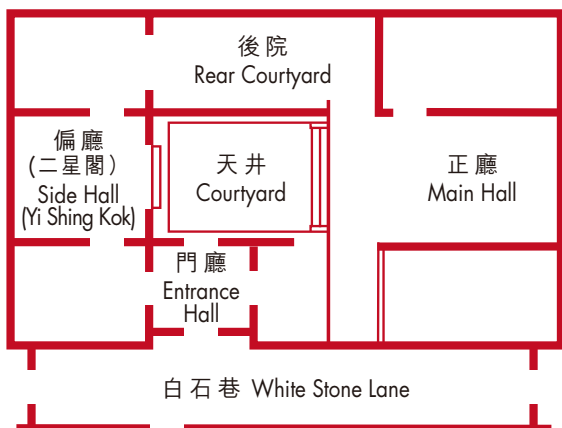 後院
Rear Courtyard
偏廳
(二星閣)
Side Hall
(Yi Shing Kok)
天井
Courtyard
正廳
Main Hall
門廳
Entrance
Hall
白石巷 White Stone Lane